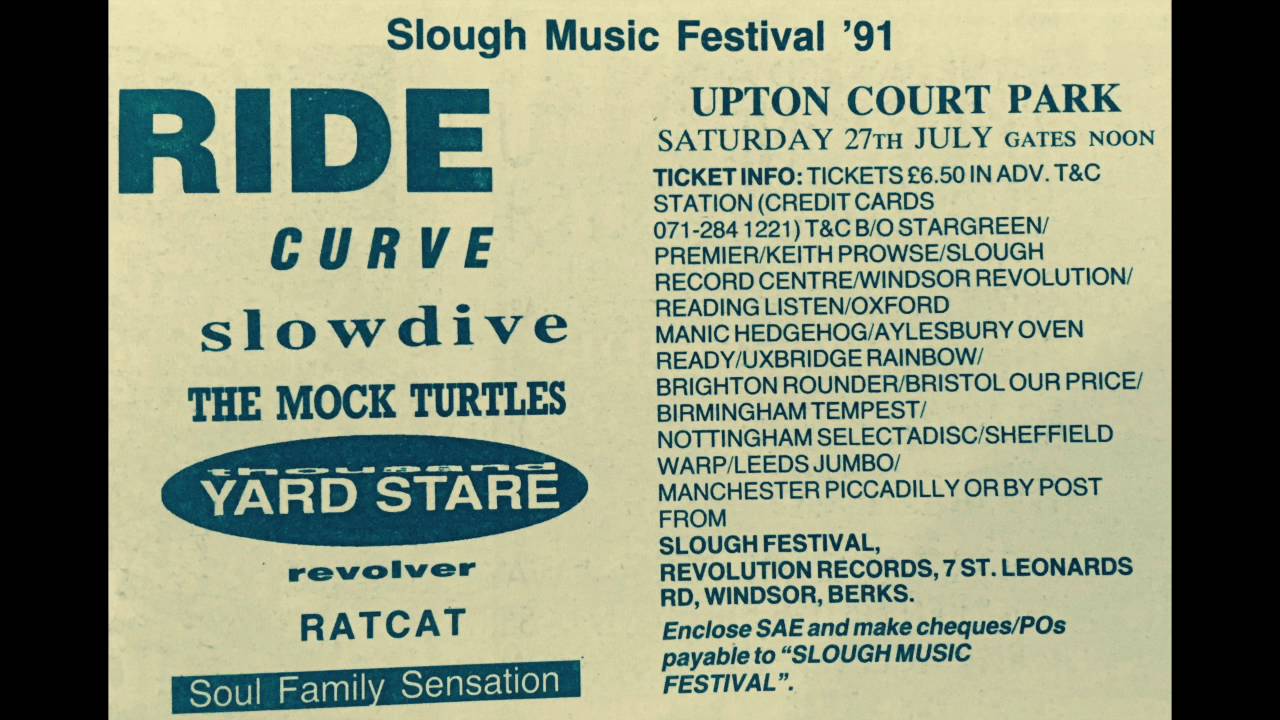 Slough Music Festival '91
RIDE
CURVE
slowdive
THE MOCK TURTLES
thousand
YARD STARE
revolver
RATCAT
Soul Family Sensation
UPTON COURT PARK
SATURDAY 27TH JULY GATES NOON
TICKET INFO: TICKETS £6.50 IN ADV. T&C
STATION (CREDIT CARDS
071-284 1221) T&C B/O STARGREEN/
PREMIER/KEITH PROWSE/SLOUGH
RECORD CENTRE/WINDSOR REVOLUTION/
READING LISTEN/OXFORD
MANIC HEDGEHOG/AYLESBURY OVEN
READY/UXBRIDGE RAINBOW/
BRIGHTON ROUNDER/BRISTOL OUR PRICE/
BIRMINGHAM TEMPEST/
NOTTINGHAM SELECTADISC/SHEFFIELD
WARP/LEEDS JUMBO/
MANCHESTER PICCADILLY OR BY POST
FROM
SLOUGH FESTIVAL,
REVOLUTION RECORDS, 7 ST. LEONARDS
RD, WINDSOR, BERKS.
Enclose SAE and make cheques/POs
payable to "SLOUGH MUSIC
FESTIVAL".